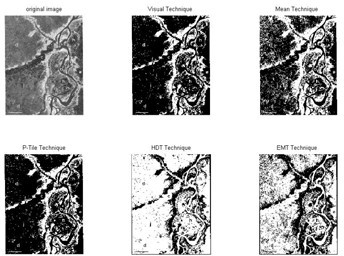 original image
Visual Technique
Mean Technique
P-Tile Technique
HDT Technique
EMT Technique